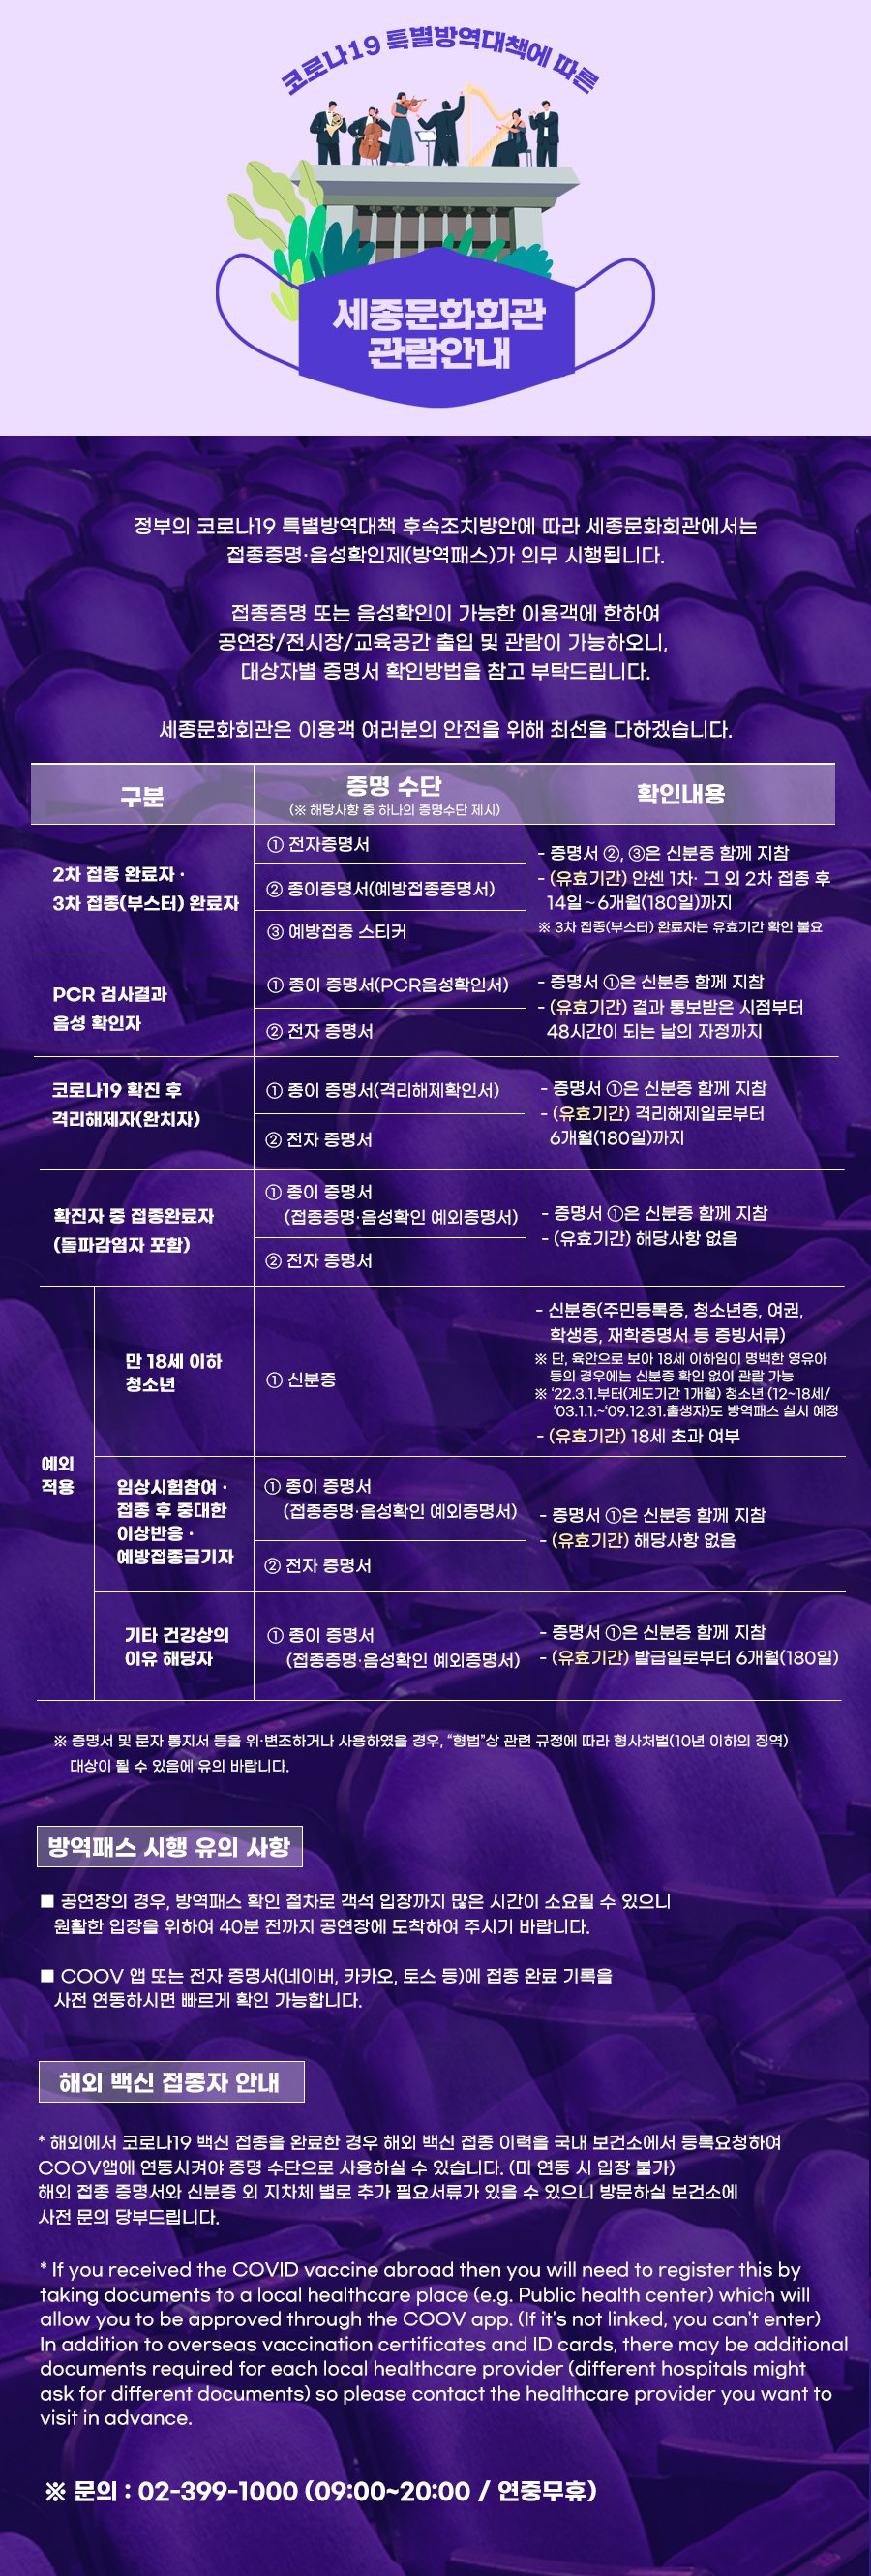 코로나19 특별방역대책에 따른
세종문화회관
관람안내
정부의 코로나19 특별방역대책 후속조치방안에 따라 세종문화회관에서는
접종증명·음성확인제(방역패스)가 의무 시행됩니다.
접종증명 또는 음성확인이 가능한 이용객에 한하여
공연장/전시장/교육공간 출입 및 관람이 가능하오니,
대상자별 증명서 확인방법을 참고 부탁드립니다.
세종문화회관은 이용객 여러분의 안전을 위해 최선을 다하겠습니다.
구분
증명 수단
(※ 해당사항 중 하나의 증명수단 제시)
확인내용
2차 접종 완료자 ·
3차 접종(부스터) 완료자
① 전자증명서
② 종이증명서(예방접종증명서)
③ 예방접종 스티커
- 증명서 ②, ③은 신분증 함께 지참
- (유효기간) 얀센 1차· 그 외 2차 접종 후
14일~6개월(180일)까지
※ 3차 접종(부스터) 완료자는 유효기간 확인 불요
PCR 검사결과
음성 확인자
① 종이 증명서(PCR음성확인서)
② 전자 증명서
- 증명서 ①은 신분증 함께 지참
- (유효기간) 결과 통보받은 시점부터
48시간이 되는 날의 자정까지
코로나19 확진 후
격리해제자(완치자)
① 종이 증명서(격리해제확인서)
② 전자 증명서
- 증명서 ①은 신분증 함께 지참
- (유효기간) 격리해제일로부터
6개월(180일)까지
확진자 중 접종완료자
(돌파감염자 포함)
① 종이 증명서
(접종증명·음성확인 예외증명서)
② 전자 증명서
- 증명서 ①은 신분증 함께 지참
- (유효기간) 해당사항 없음
예외
적용
만 18세 이하
청소년
① 신분증
- 신분증(주민등록증, 청소년증, 여권,
학생증, 재학증명서 등 증빙서류)
※ 단, 육안으로 보아 18세 이하임이 명백한 영유아
등의 경우에는 신분증 확인 없이 관람 가능
※ ‘22.3.1.부터(계도기간 1개월) 청소년 (12~18세/
‘03.1.1.~‘09.12.31.출생자)도 방역패스 실시 예정
- (유효기간) 18세 초과 여부
임상시험참여 ·
접종 후 중대한
이상반응 ·
예방접종금기자
① 종이 증명서
(접종증명·음성확인 예외증명서)
② 전자 증명서
- 증명서 ①은 신분증 함께 지참
- (유효기간) 해당사항 없음
기타 건강상의
이유 해당자
① 종이 증명서
(접종증명·음성확인 예외증명서)
- 증명서 ①은 신분증 함께 지참
- (유효기간) 발급일로부터 6개월(180일)
※ 증명서 및 문자 통지서 등을 위·변조하거나 사용하였을 경우, “형법”상 관련 규정에 따라 형사처벌(10년 이하의 징역)
대상이 될 수 있음에 유의 바랍니다.
방역패스 시행 유의 사항
■ 공연장의 경우, 방역패스 확인 절차로 객석 입장까지 많은 시간이 소요될 수 있으니
원활한 입장을 위하여 40분 전까지 공연장에 도착하여 주시기 바랍니다.
■ COOV 앱 또는 전자 증명서(네이버, 카카오, 토스 등)에 접종 완료 기록을
사전 연동하시면 빠르게 확인 가능합니다.
해외 백신 접종자 안내
* 해외에서 코로나19 백신 접종을 완료한 경우 해외 백신 접종 이력을 국내 보건소에서 등록요청하여
COOV앱에 연동시켜야 증명 수단으로 사용하실 수 있습니다. (미 연동 시 입장 불가)
해외 접종 증명서와 신분증 외 지차체 별로 추가 필요서류가 있을 수 있으니 방문하실 보건소에
사전 문의 당부드립니다.
* If you received the COVID vaccine abroad then you will need to register this by
taking documents to a local healthcare place (e.g. Public health center) which will
allow you to be approved through the COOV app. (If it's not linked, you can't enter)
In addition to overseas vaccination certificates and ID cards, there may be additional
documents required for each local healthcare provider (different hospitals might
ask for different documents) so please contact the healthcare provider you want to
visit in advance.
※ 문의 : 02-399-1000 (09:00~20:00 / 연중무휴)